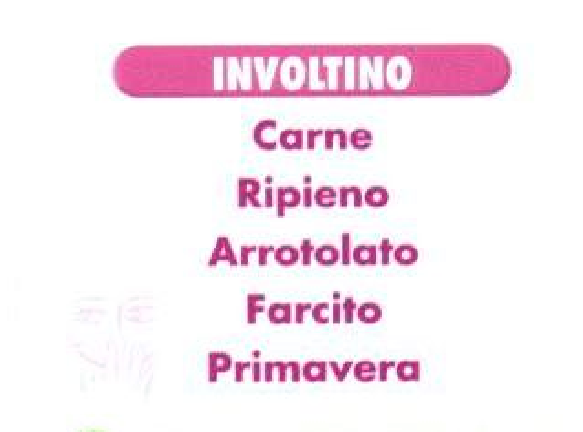 INVOLTINO
Carne
Ripieno
Arrotolato
Farcito
Primavera